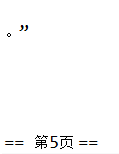 。”
== 第5页 ==